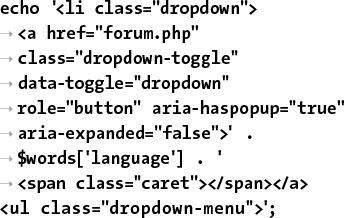 echo '<li class="dropdown">
→ <a href="forum.php"
→ class="dropdown-toggle"
→ data-toggle="dropdown"
→ role="button" aria-haspopup="true"
→ aria-expanded="false">' .
→ $words['language'] . '
→ <span class="caret"></span></a>
<ul class="dropdown-menu">';